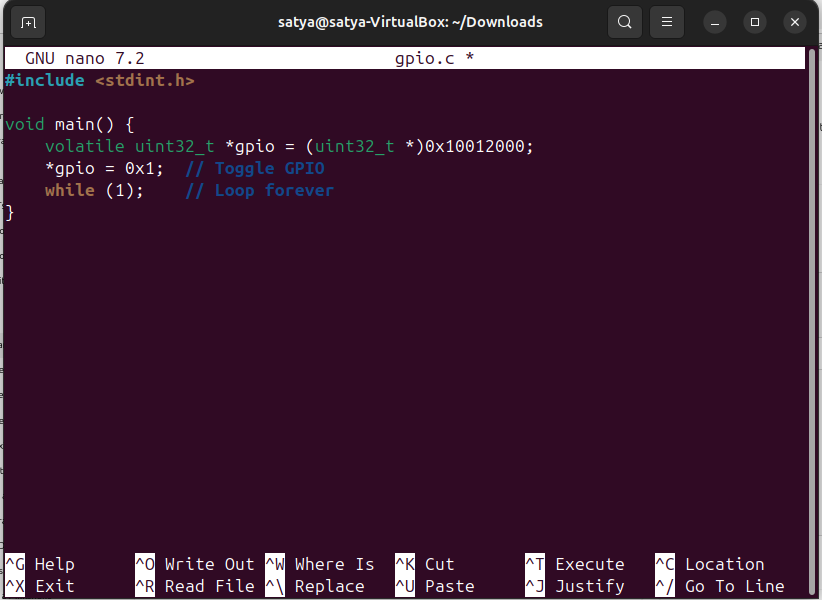 satya@satya-VirtualBox: ~/Downloads
GNU nano 7.2 gpio.c *
#include <stdint.h>
void main() {
    volatile uint32_t *gpio = (uint32_t *)0x10012000;
    *gpio = 0x1;  // Toggle GPIO
    while (1);    // Loop forever
}
^G Help ^O Write Out ^W Where Is ^K Cut ^T Execute ^C Location
^X Exit ^R Read File ^\ Replace ^U Paste ^J Justify ^/ Go To Line